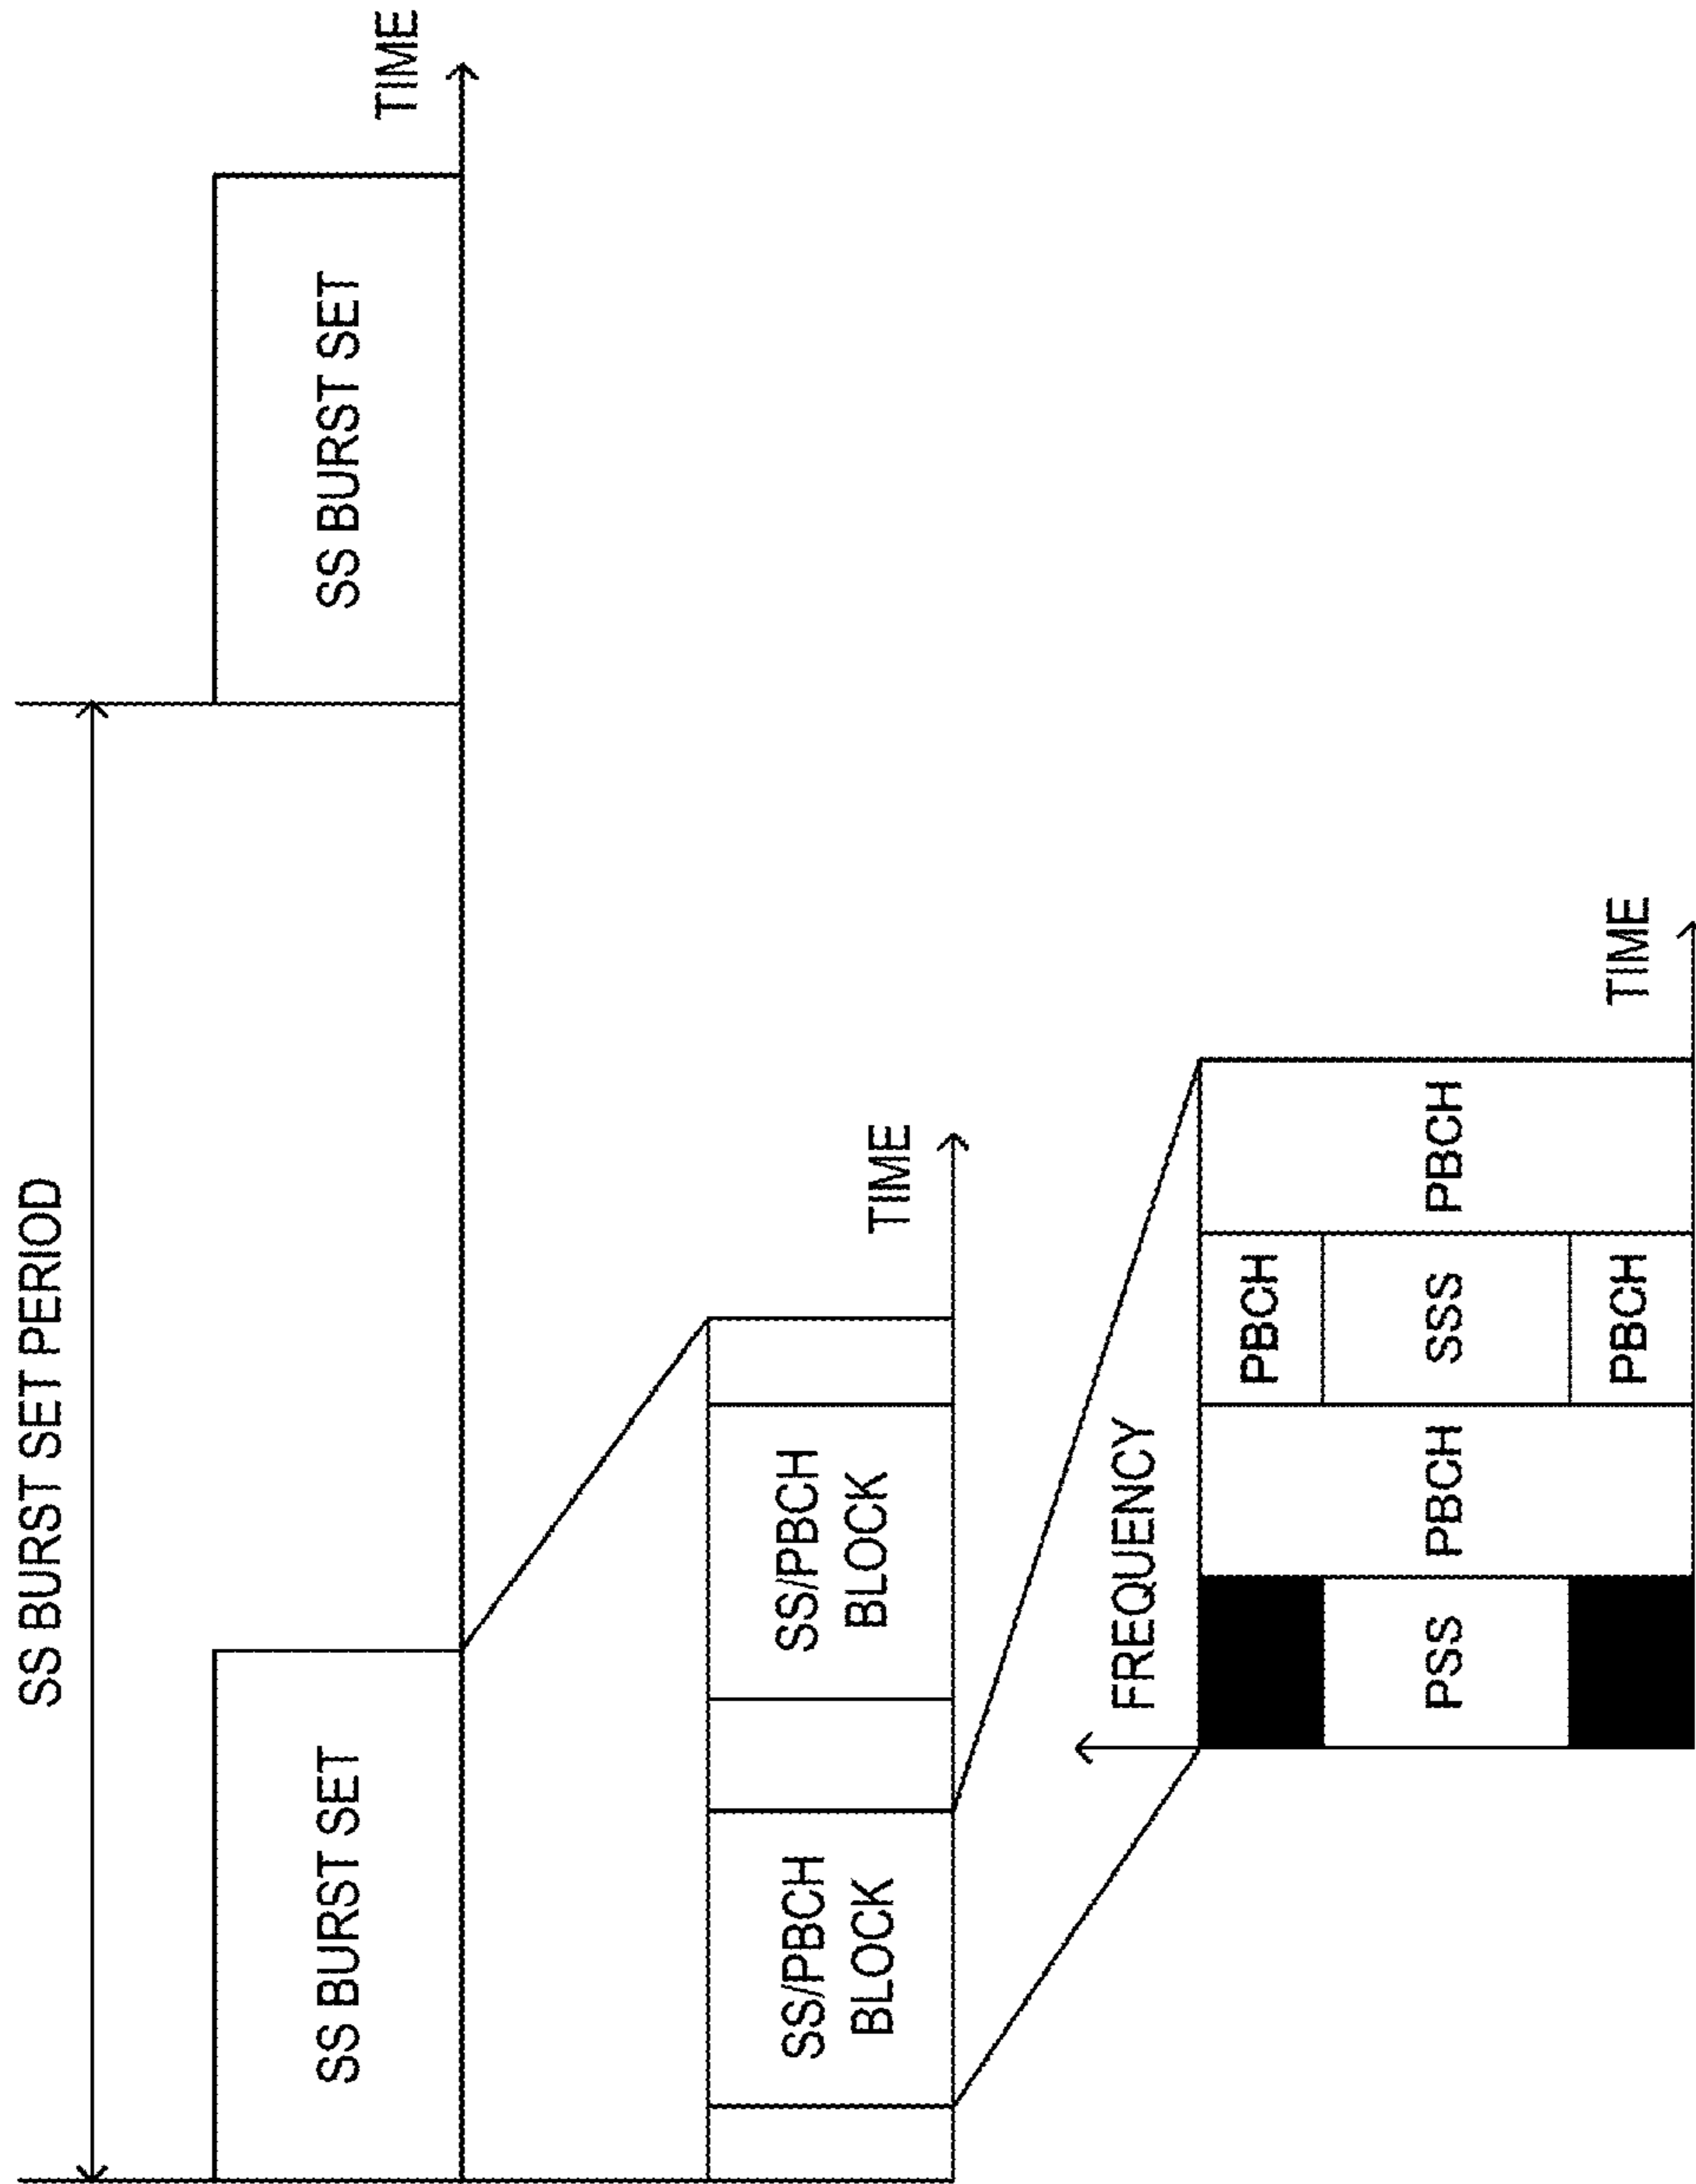 SS BURST SET PERIOD
SS BURST SET
SS BURST SET
TIME
SS/PBCH
BLOCK
SS/PBCH
BLOCK
TIME
FREQUENCY
PSS
PBCH
PBCH
SSS
PBCH
PBCH
TIME